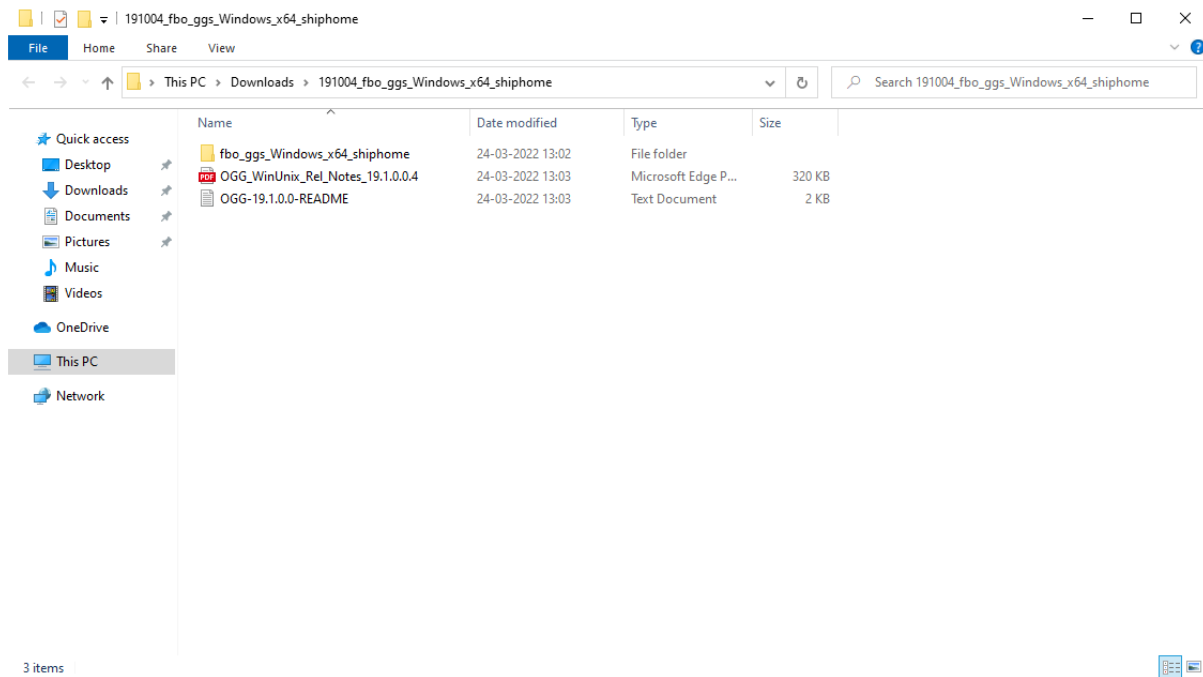 191004_fbo_ggs_Windows_x64_shiphome
File Home Share View
This PC > Downloads > 191004_fbo_ggs_Windows_x64_shiphome
Search 191004_fbo_ggs_Windows_x64_shiphome
Name Date modified Type Size
Quick access
Desktop
Downloads
Documents
Pictures
Music
Videos
OneDrive
This PC
Network
fbo_ggs_Windows_x64_shiphome 24-03-2022 13:02 File folder
PDF OGG_WinUnix_Rel_Notes_19.1.0.0.4 24-03-2022 13:03 Microsoft Edge P... 320 KB
OGG-19.1.0.0-README 24-03-2022 13:03 Text Document 2 KB
3 items